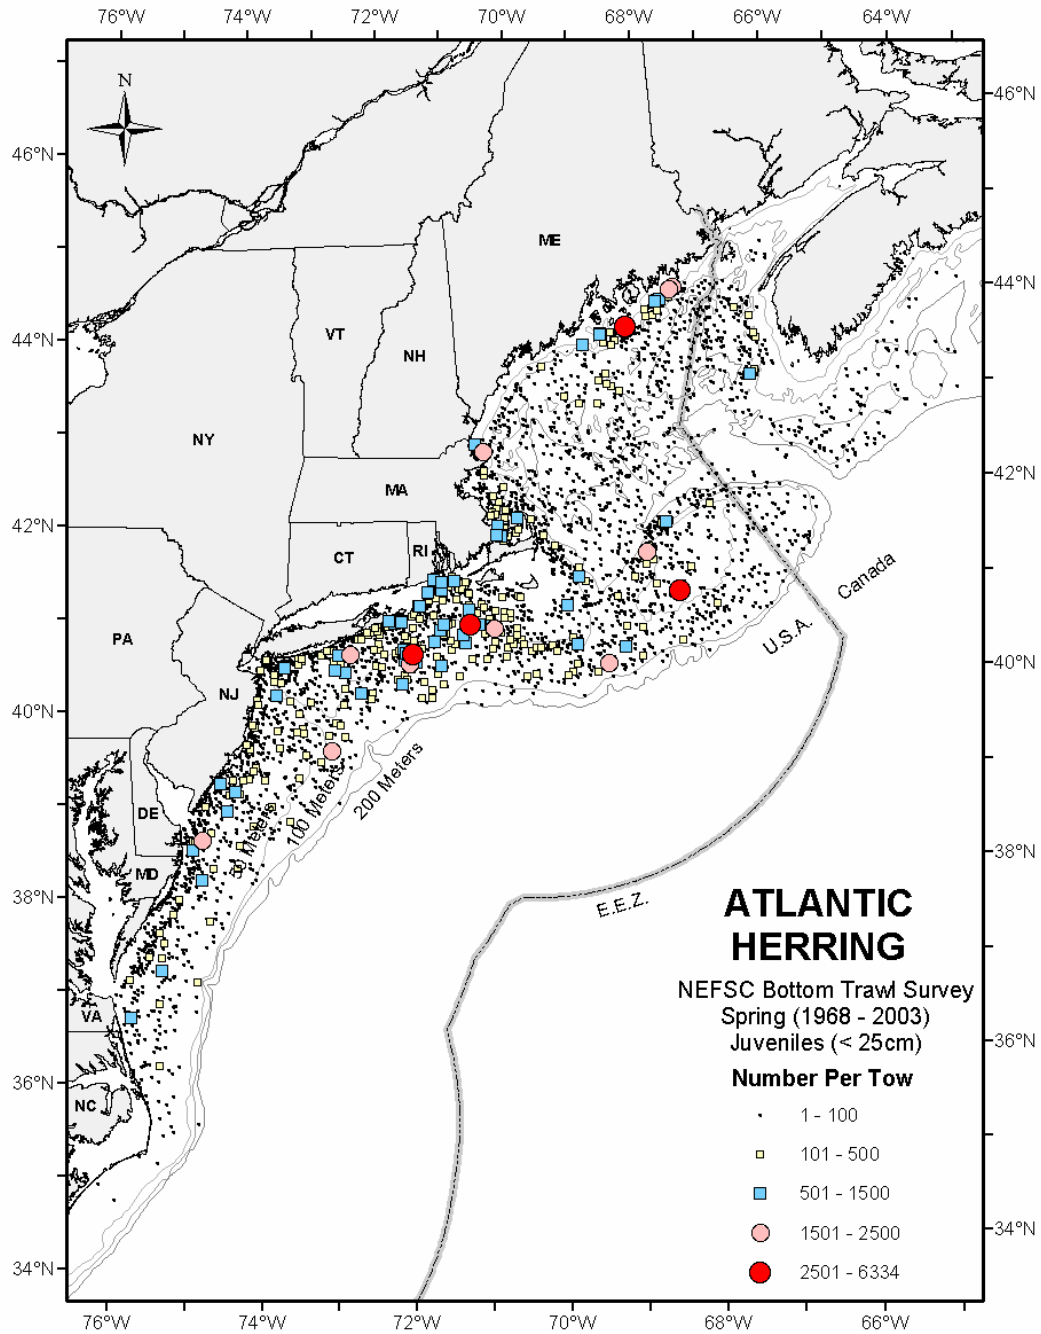 76°W 74°W 72°W 70°W 68°W 66°W 64°W
N
46°N
46°N
ME
44°N
44°N
VT
NH
NY
42°N
MA
42°N
CT
RI
Canada
PA
U.S.A.
40°N
40°N
NJ
200 Meters
100 Meters
Meters
DE
38°N
MD
38°N
E.E.Z.
ATLANTIC
HERRING
NEFSC Bottom Trawl Survey
Spring (1968 - 2003)
Juveniles (< 25cm)
Number Per Tow
1 - 100
101 - 500
501 - 1500
1501 - 2500
2501 - 6334
VA
36°N
36°N
NC
34°N
34°N
76°W 74°W 72°W 70°W 68°W 66°W